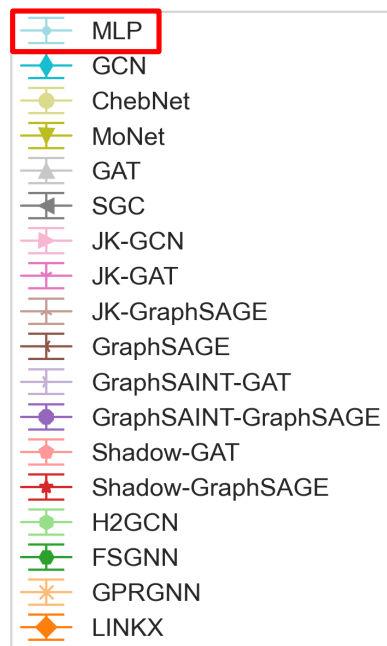 MLP
GCN
ChebNet
MoNet
GAT
SGC
JK-GCN
JK-GAT
JK-GraphSAGE
GraphSAGE
GraphSAINT-GAT
GraphSAINT-GraphSAGE
Shadow-GAT
Shadow-GraphSAGE
H2GCN
FSGNN
GPRGNN
LINKX